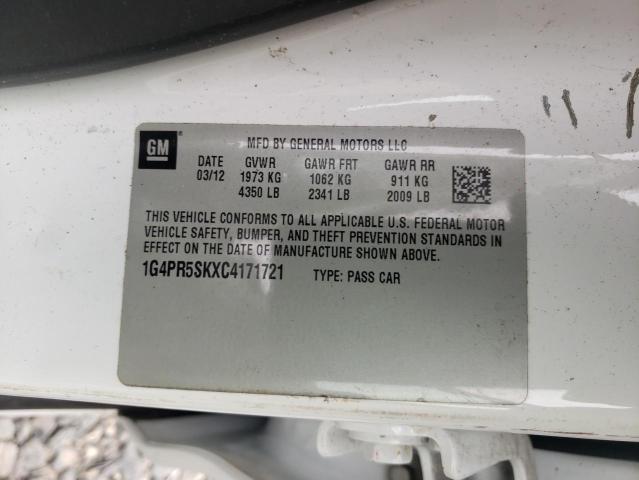 GM
MFD BY GENERAL MOTORS LLC
DATE GVWR GAWR FRT GAWR RR
03/12 1973 KG 1062 KG 911 KG
4350 LB 2341 LB 2009 LB
THIS VEHICLE CONFORMS TO ALL APPLICABLE U.S. FEDERAL MOTOR
VEHICLE SAFETY, BUMPER, AND THEFT PREVENTION STANDARDS IN
EFFECT ON THE DATE OF MANUFACTURE SHOWN ABOVE.
1G4PR5SKXC4171721 TYPE: PASS CAR